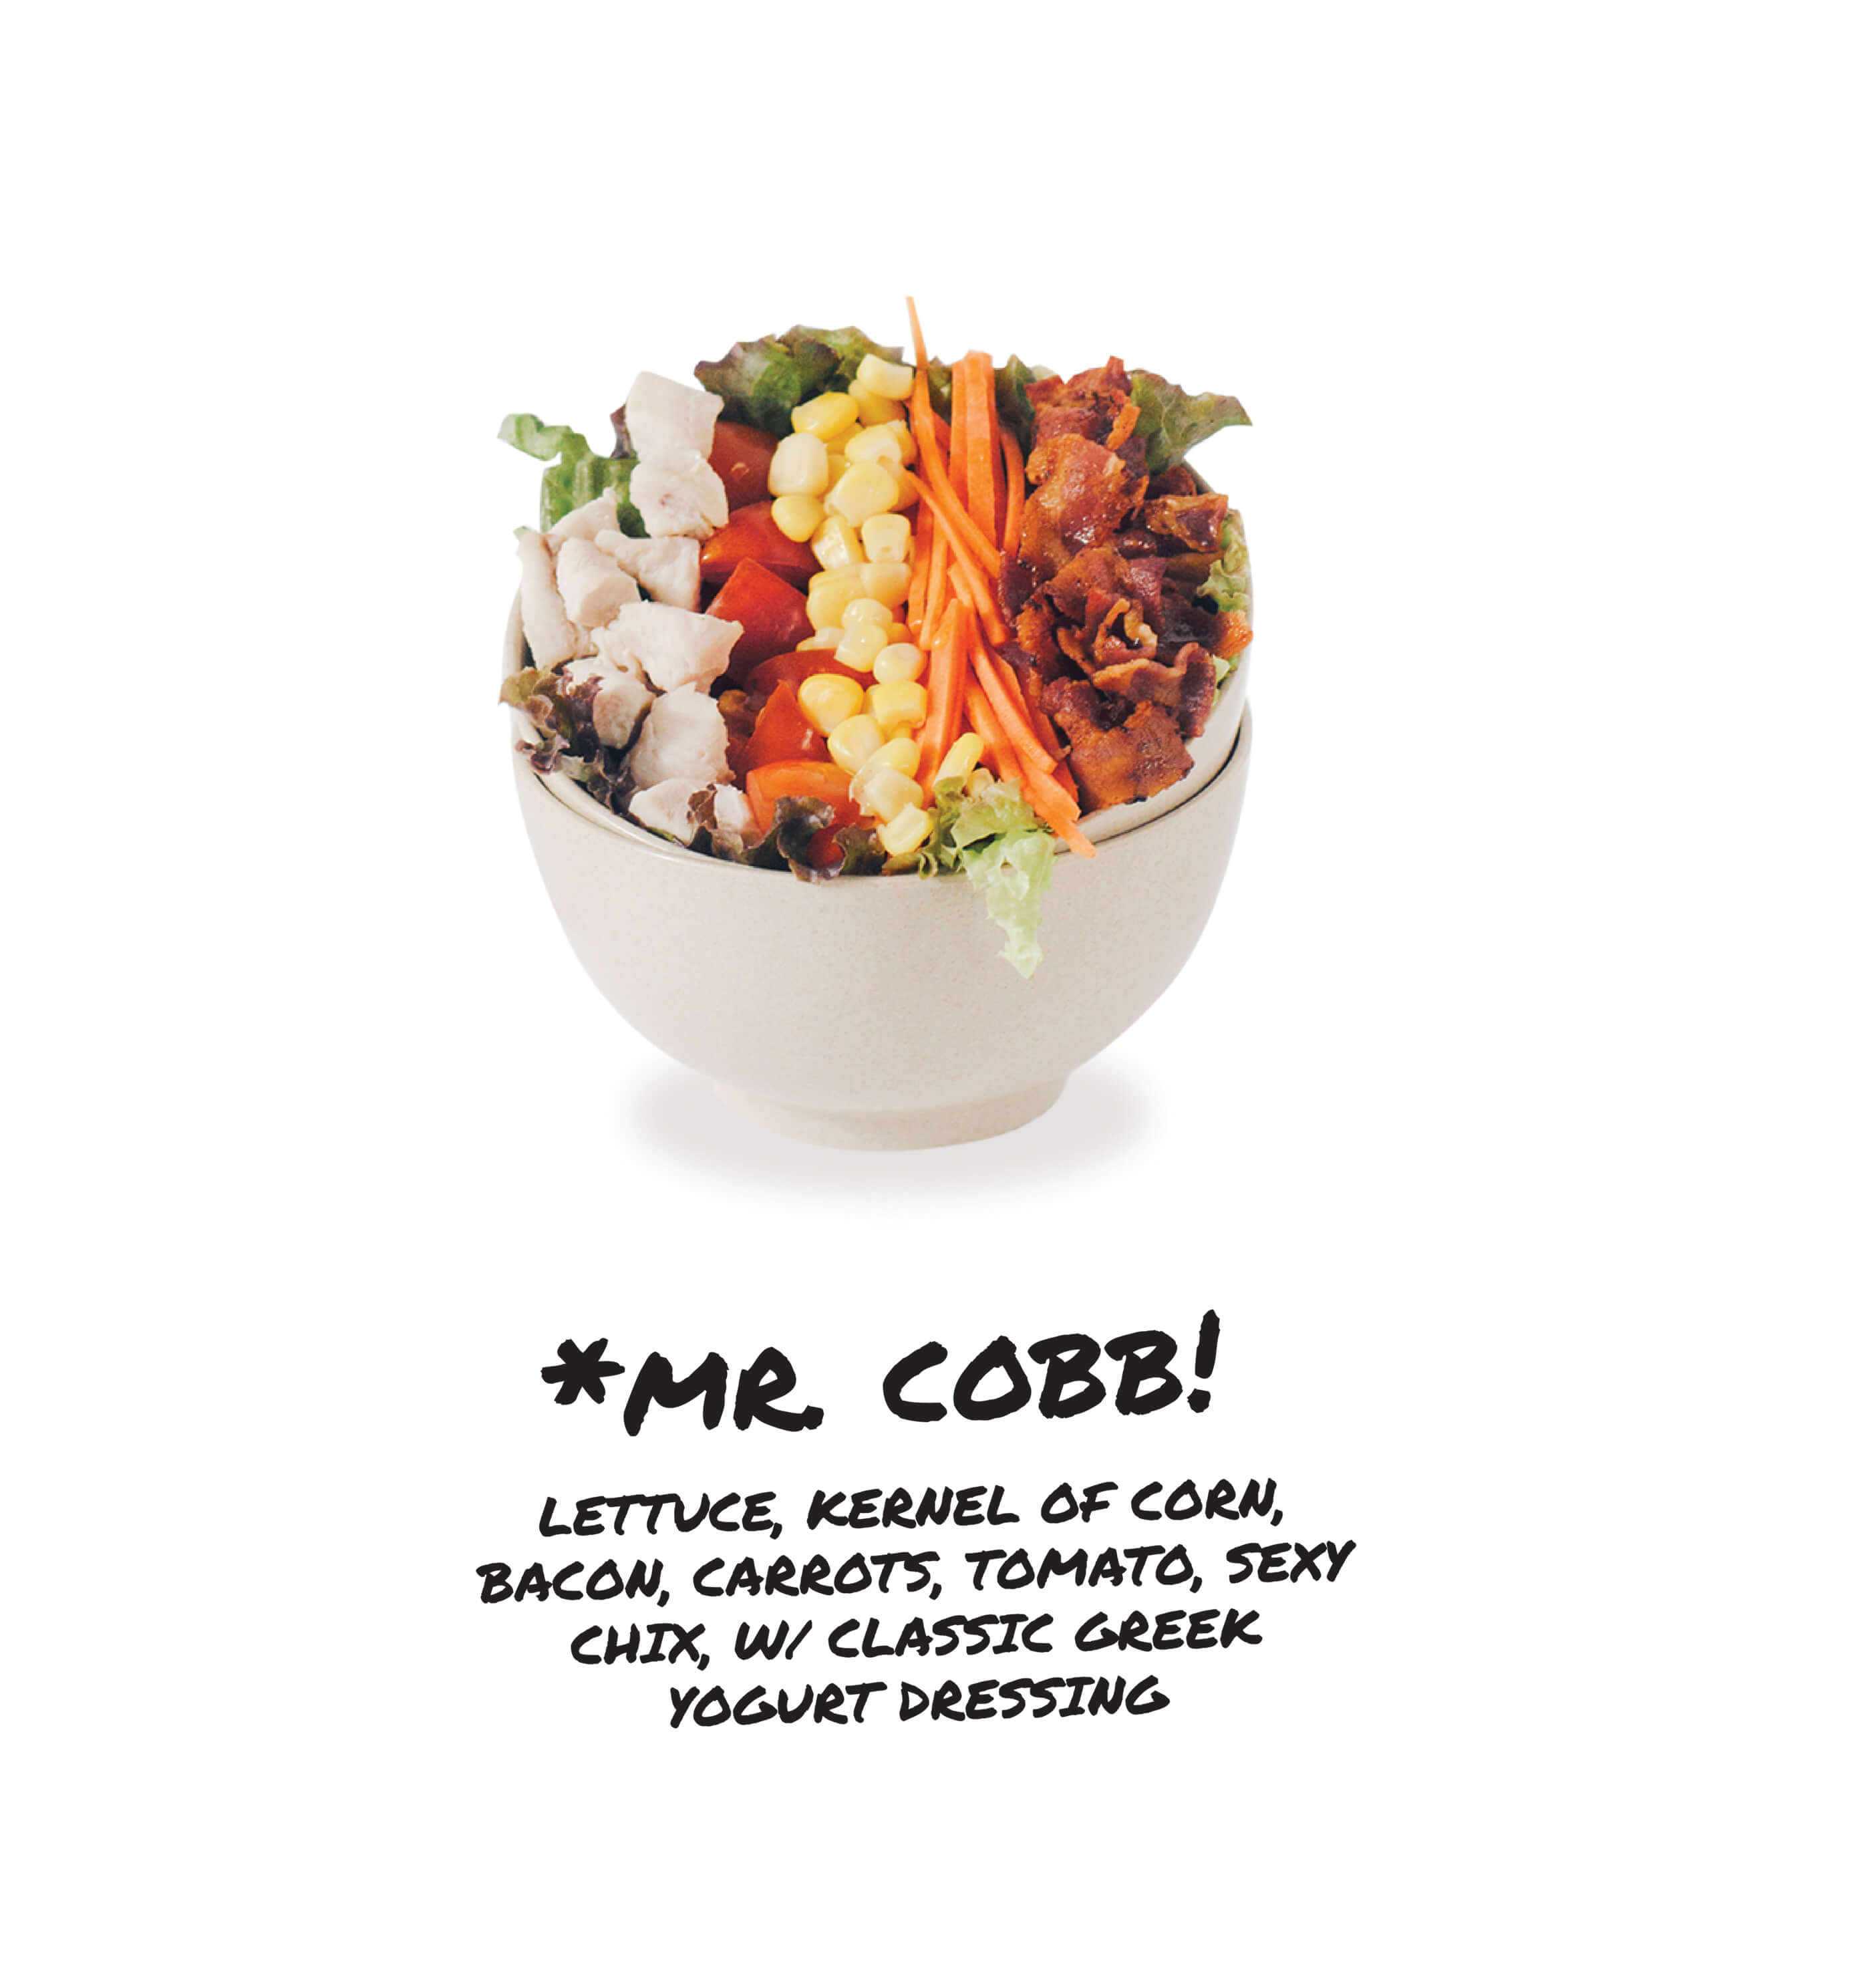 *MR. COBB!
LETTUCE, KERNEL OF CORN,
BACON, CARROTS, TOMATO, SEXY
CHIX, W/ CLASSIC GREEK
YOGURT DRESSING